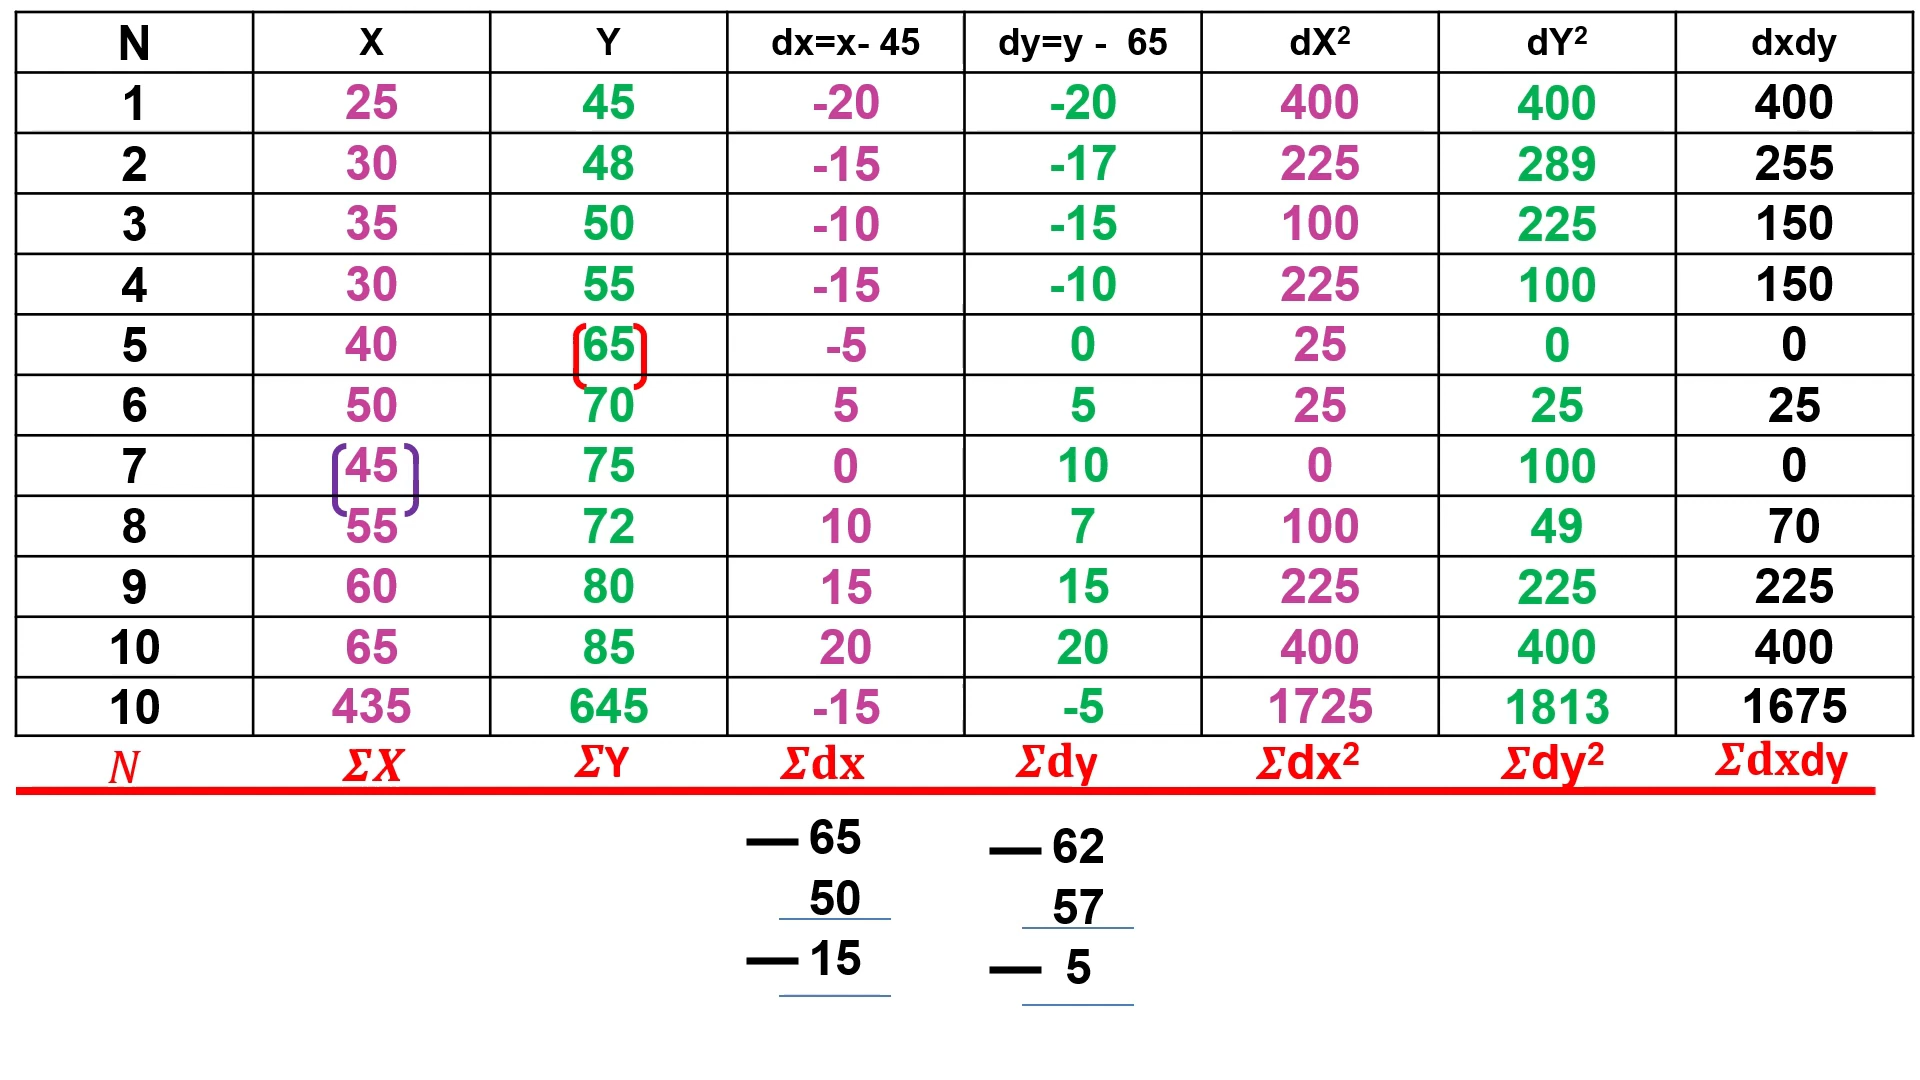 N X Y dx=x- 45 dy=y - 65 dX² dY² dxdy
1 25 45 -20 -20 400 400 400
2 30 48 -15 -17 225 289 255
3 35 50 -10 -15 100 225 150
4 30 55 -15 -10 225 100 150
5 40 65 -5 0 25 0 0
6 50 70 5 5 25 25 25
7 45 75 0 10 0 100 0
8 55 72 10 7 100 49 70
9 60 80 15 15 225 225 225
10 65 85 20 20 400 400 400
10 435 645 -15 -5 1725 1813 1675
N ΣX ΣY Σdx Σdy Σdx² Σdy² Σdxdy
— 65 — 62
50 57
— 15 — 5